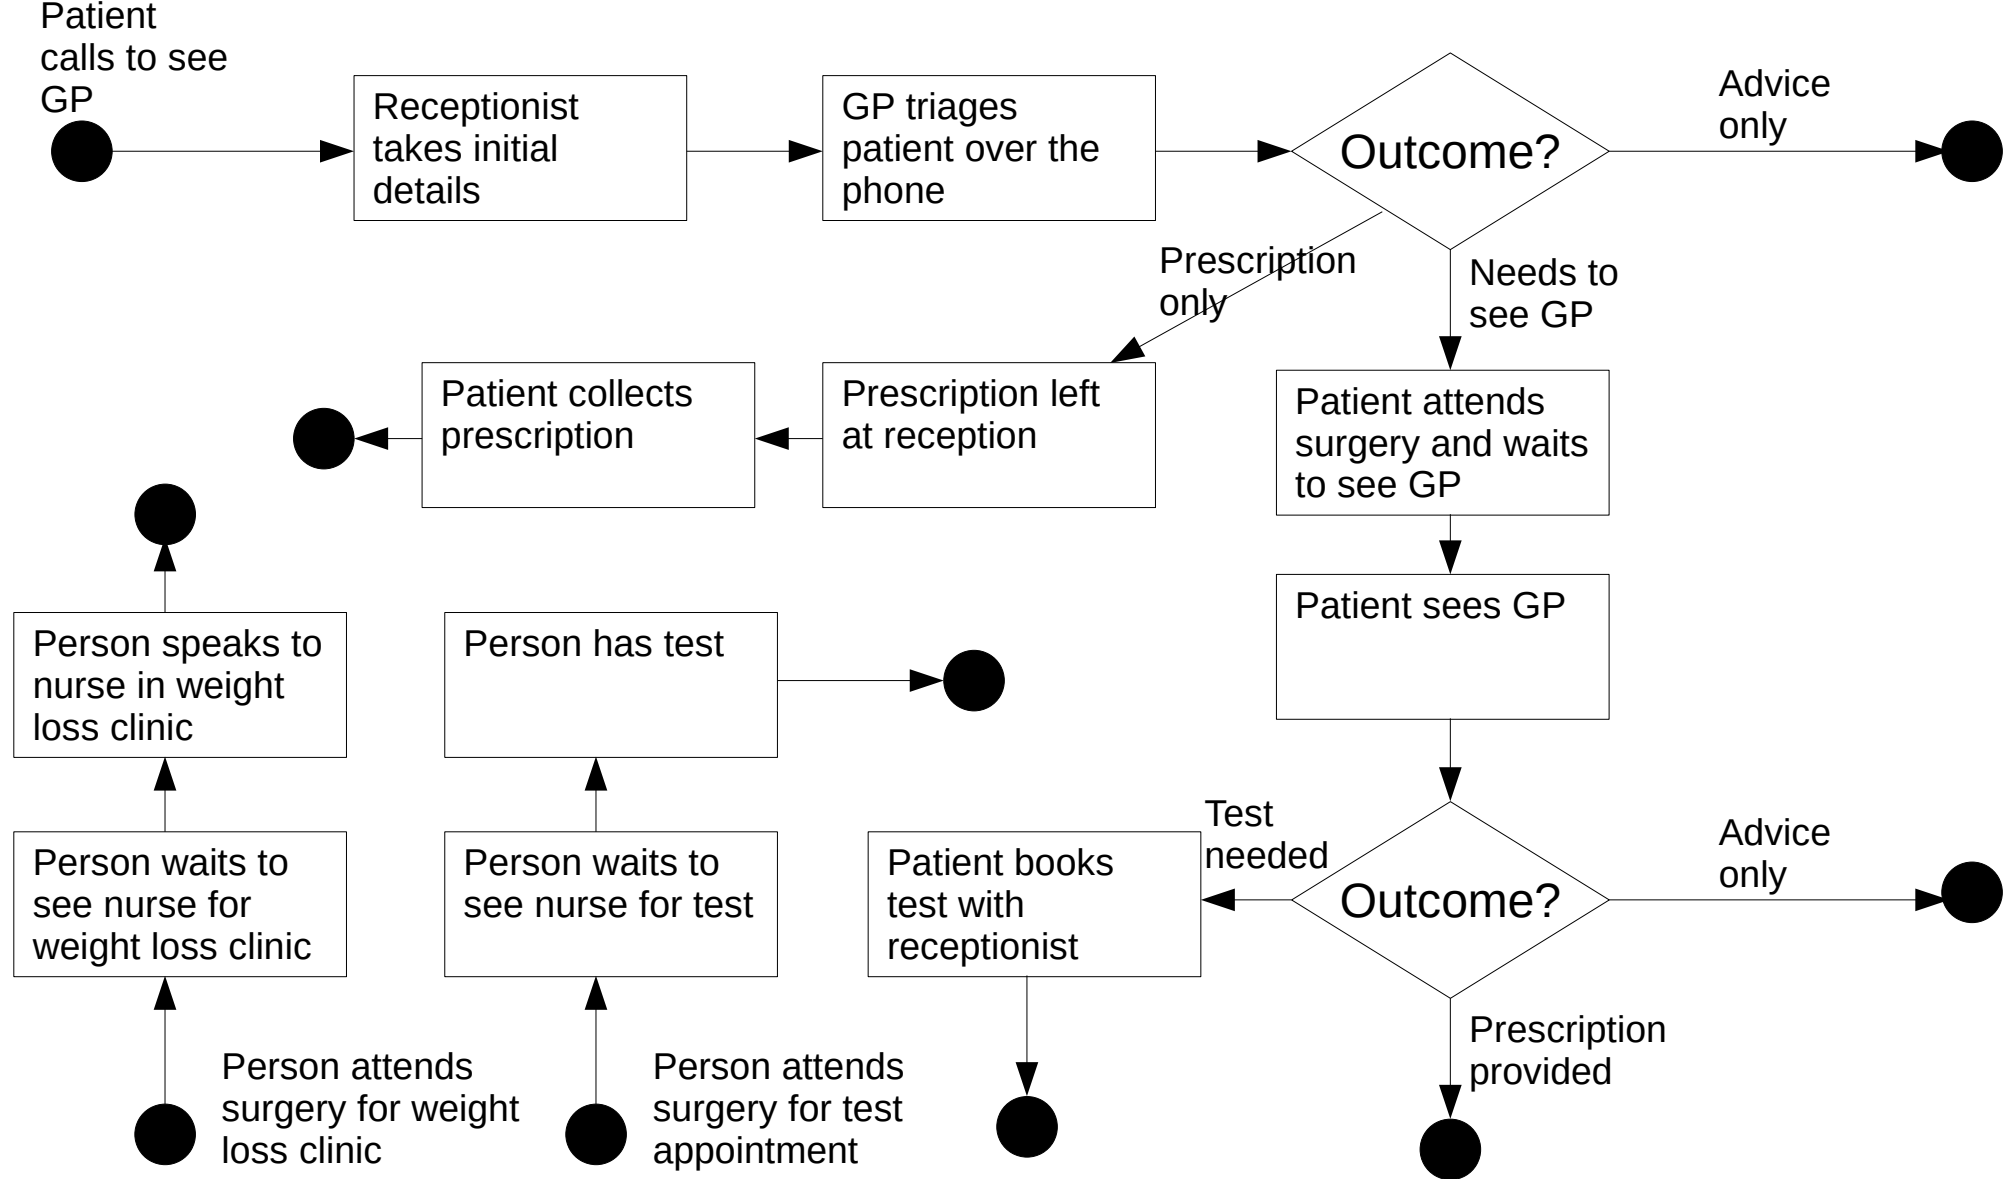 Patient
calls to see
GP
Receptionist
takes initial
details
GP triages
patient over the
phone
Outcome?
Advice
only
Prescription
only
Needs to
see GP
Patient collects
prescription
Prescription left
at reception
Patient attends
surgery and waits
to see GP
Patient sees GP
Person speaks to
nurse in weight
loss clinic
Person has test
Person waits to
see nurse for
weight loss clinic
Person waits to
see nurse for test
Patient books
test with
receptionist
Test
needed
Outcome?
Advice
only
Prescription
provided
Person attends
surgery for weight
loss clinic
Person attends
surgery for test
appointment